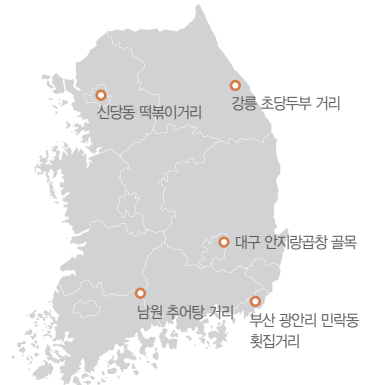 신당동 떡볶이거리
강릉 초당두부 거리
대구 안지랑곱창 골목
남원 추어탕 거리
부산 광안리 민락동
횟집거리